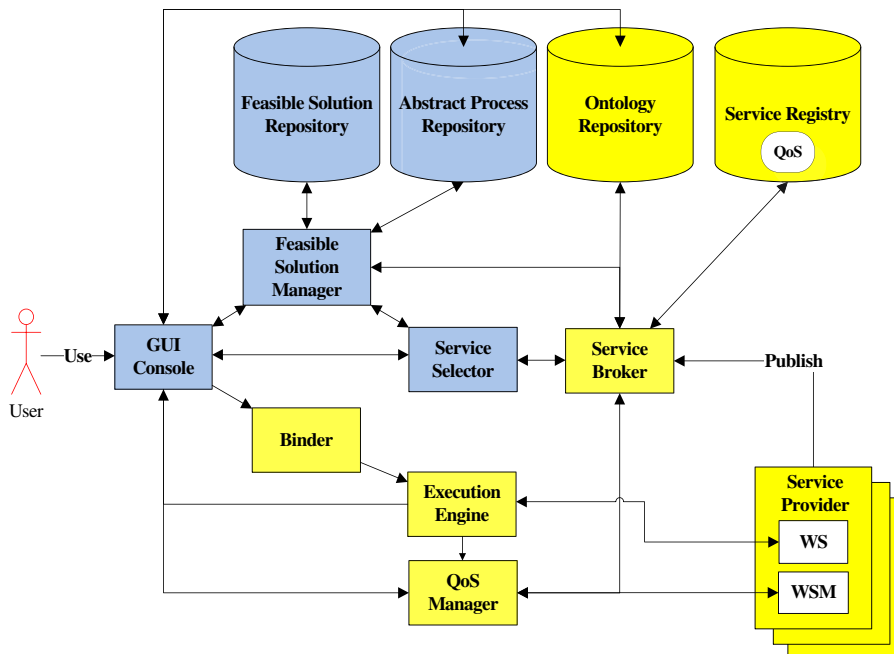 Feasible Solution
Repository
Abstract Process
Repository
Ontology
Repository
Service Registry
QoS
Feasible
Solution
Manager
GUI
Console
Use
User
Service
Selector
Service
Broker
Publish
Binder
Execution
Engine
Service
Provider
WS
QoS
Manager
WSM